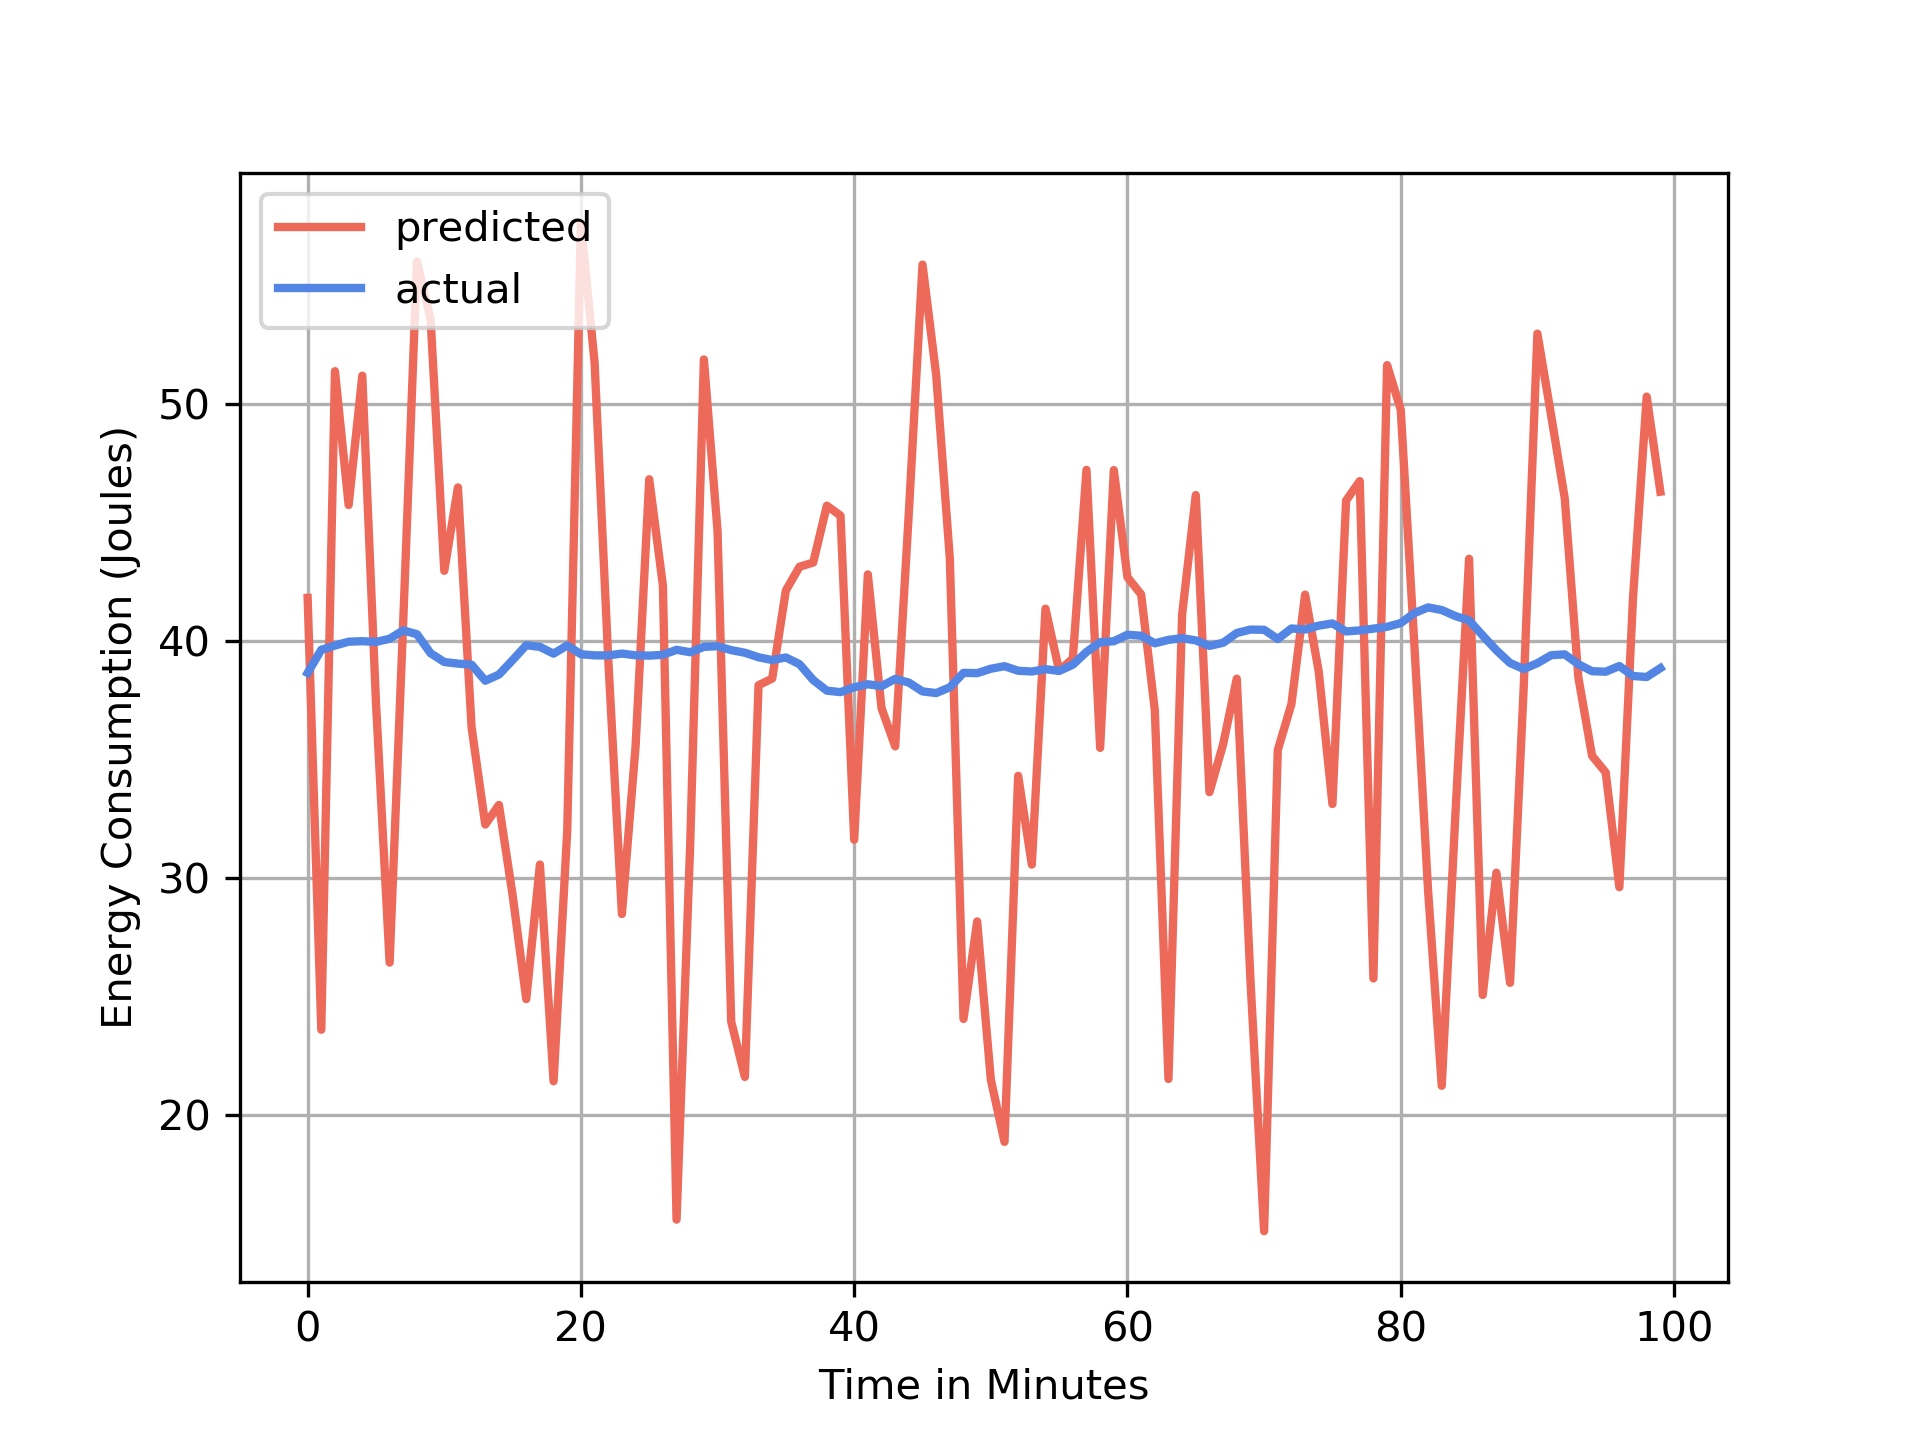 predicted
actual
50
40
30
20
Energy Consumption (Joules)
0 20 40 60 80 100
Time in Minutes